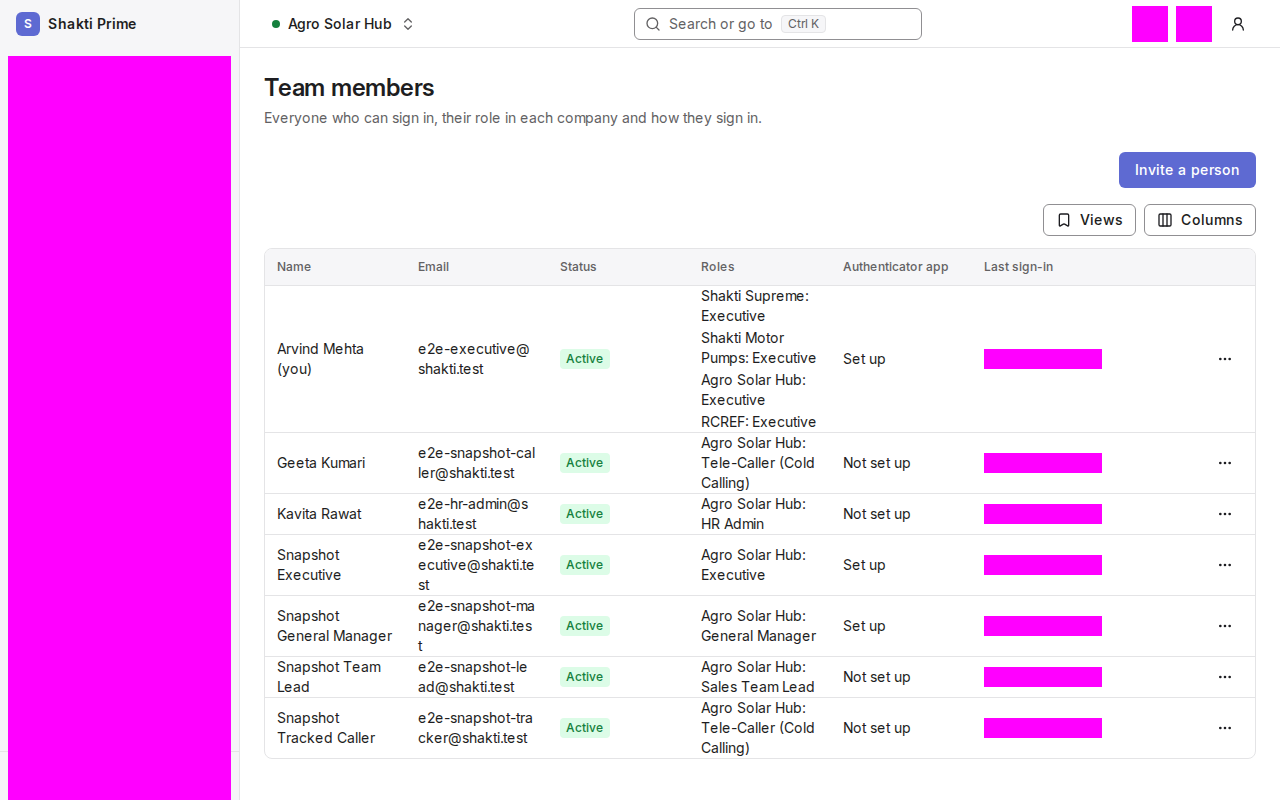 S Shakti Prime
Agro Solar Hub
Search or go to Ctrl K
Team members
Everyone who can sign in, their role in each company and how they sign in.
Invite a person
Views
Columns
Name Email Status Roles Authenticator app Last sign-in
Arvind Mehta
(you)
e2e-executive@
shakti.test
Active
Shakti Supreme:
Executive
Shakti Motor
Pumps: Executive
Agro Solar Hub:
Executive
RCREF: Executive
Set up
Geeta Kumari
e2e-snapshot-cal
ler@shakti.test
Active
Agro Solar Hub:
Tele-Caller (Cold
Calling)
Not set up
Kavita Rawat
e2e-hr-admin@s
hakti.test
Active
Agro Solar Hub:
HR Admin
Not set up
Snapshot
Executive
e2e-snapshot-ex
ecutive@shakti.te
st
Active
Agro Solar Hub:
Executive
Set up
Snapshot
General Manager
e2e-snapshot-ma
nager@shakti.tes
t
Active
Agro Solar Hub:
General Manager
Set up
Snapshot Team
Lead
e2e-snapshot-le
ad@shakti.test
Active
Agro Solar Hub:
Sales Team Lead
Not set up
Snapshot
Tracked Caller
e2e-snapshot-tra
cker@shakti.test
Active
Agro Solar Hub:
Tele-Caller (Cold
Calling)
Not set up